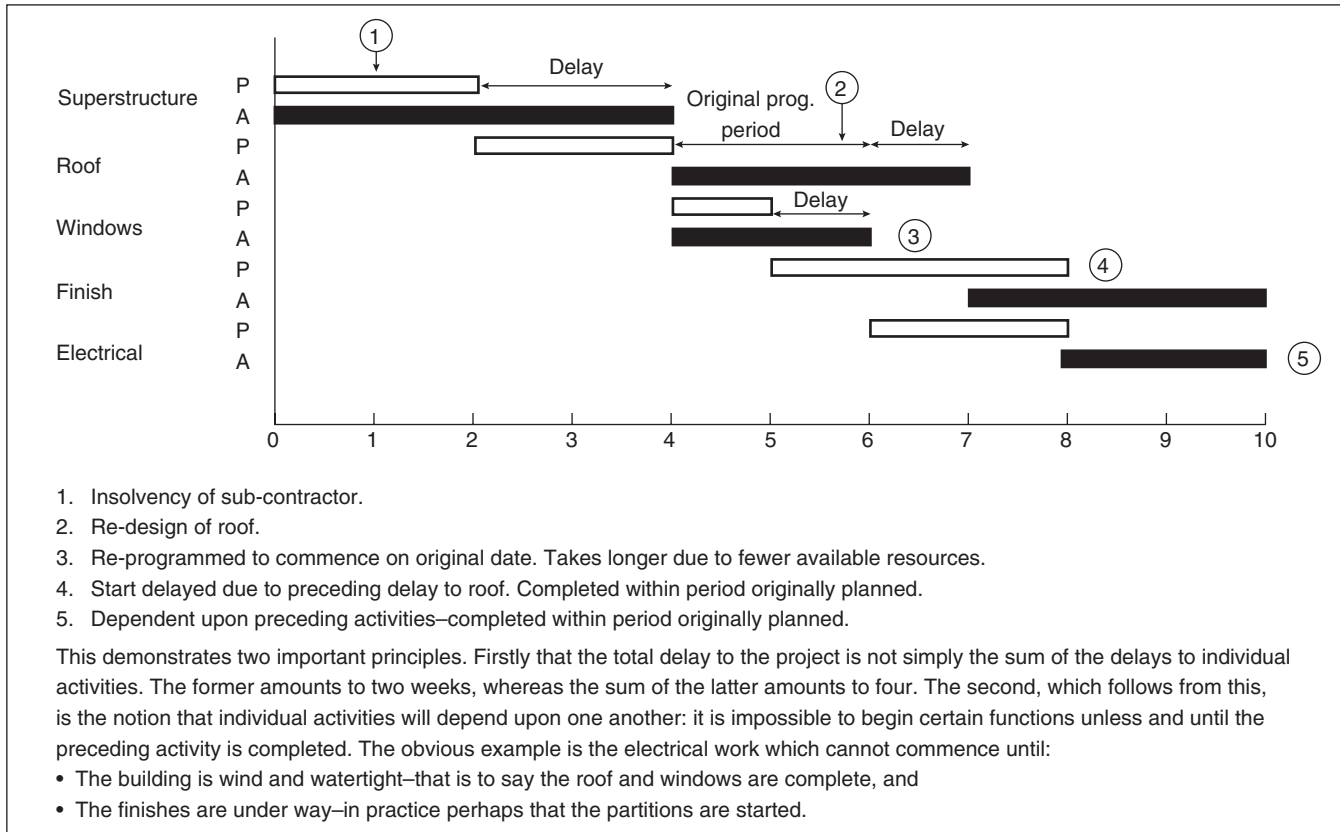 1
P
Delay
2
Superstructure
A
Original prog.
period
Delay
P
Roof
A
P
Delay
Windows
A
3
P
4
Finish
A
P
Electrical
A
5
0 1 2 3 4 5 6 7 8 9 10
1. Insolvency of sub-contractor.
2. Re-design of roof.
3. Re-programmed to commence on original date. Takes longer due to fewer available resources.
4. Start delayed due to preceding delay to roof. Completed within period originally planned.
5. Dependent upon preceding activities–completed within period originally planned.
This demonstrates two important principles. Firstly that the total delay to the project is not simply the sum of the delays to individual
activities. The former amounts to two weeks, whereas the sum of the latter amounts to four. The second, which follows from this,
is the notion that individual activities will depend upon one another: it is impossible to begin certain functions unless and until the
preceding activity is completed. The obvious example is the electrical work which cannot commence until:
• The building is wind and watertight–that is to say the roof and windows are complete, and
• The finishes are under way–in practice perhaps that the partitions are started.